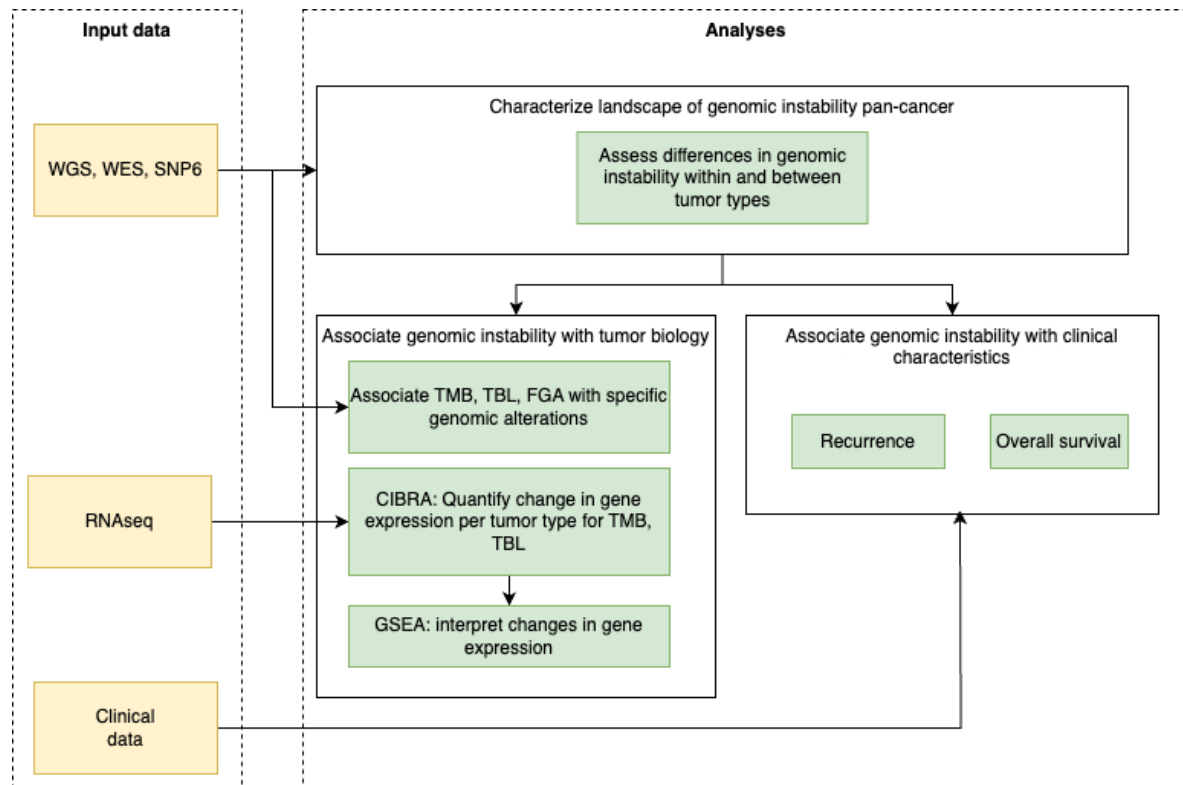 Input data
Analyses
Characterize landscape of genomic instability pan-cancer
WGS, WES, SNP6
Assess differences in genomic
instability within and between
tumor types
Associate genomic instability with tumor biology
Associate genomic instability with clinical
characteristics
Associate TMB, TBL, FGA with specific
genomic alterations
Recurrence
Overall survival
RNAseq
CIBRA: Quantify change in gene
expression per tumor type for TMB,
TBL
GSEA: interpret changes in gene
expression
Clinical
data